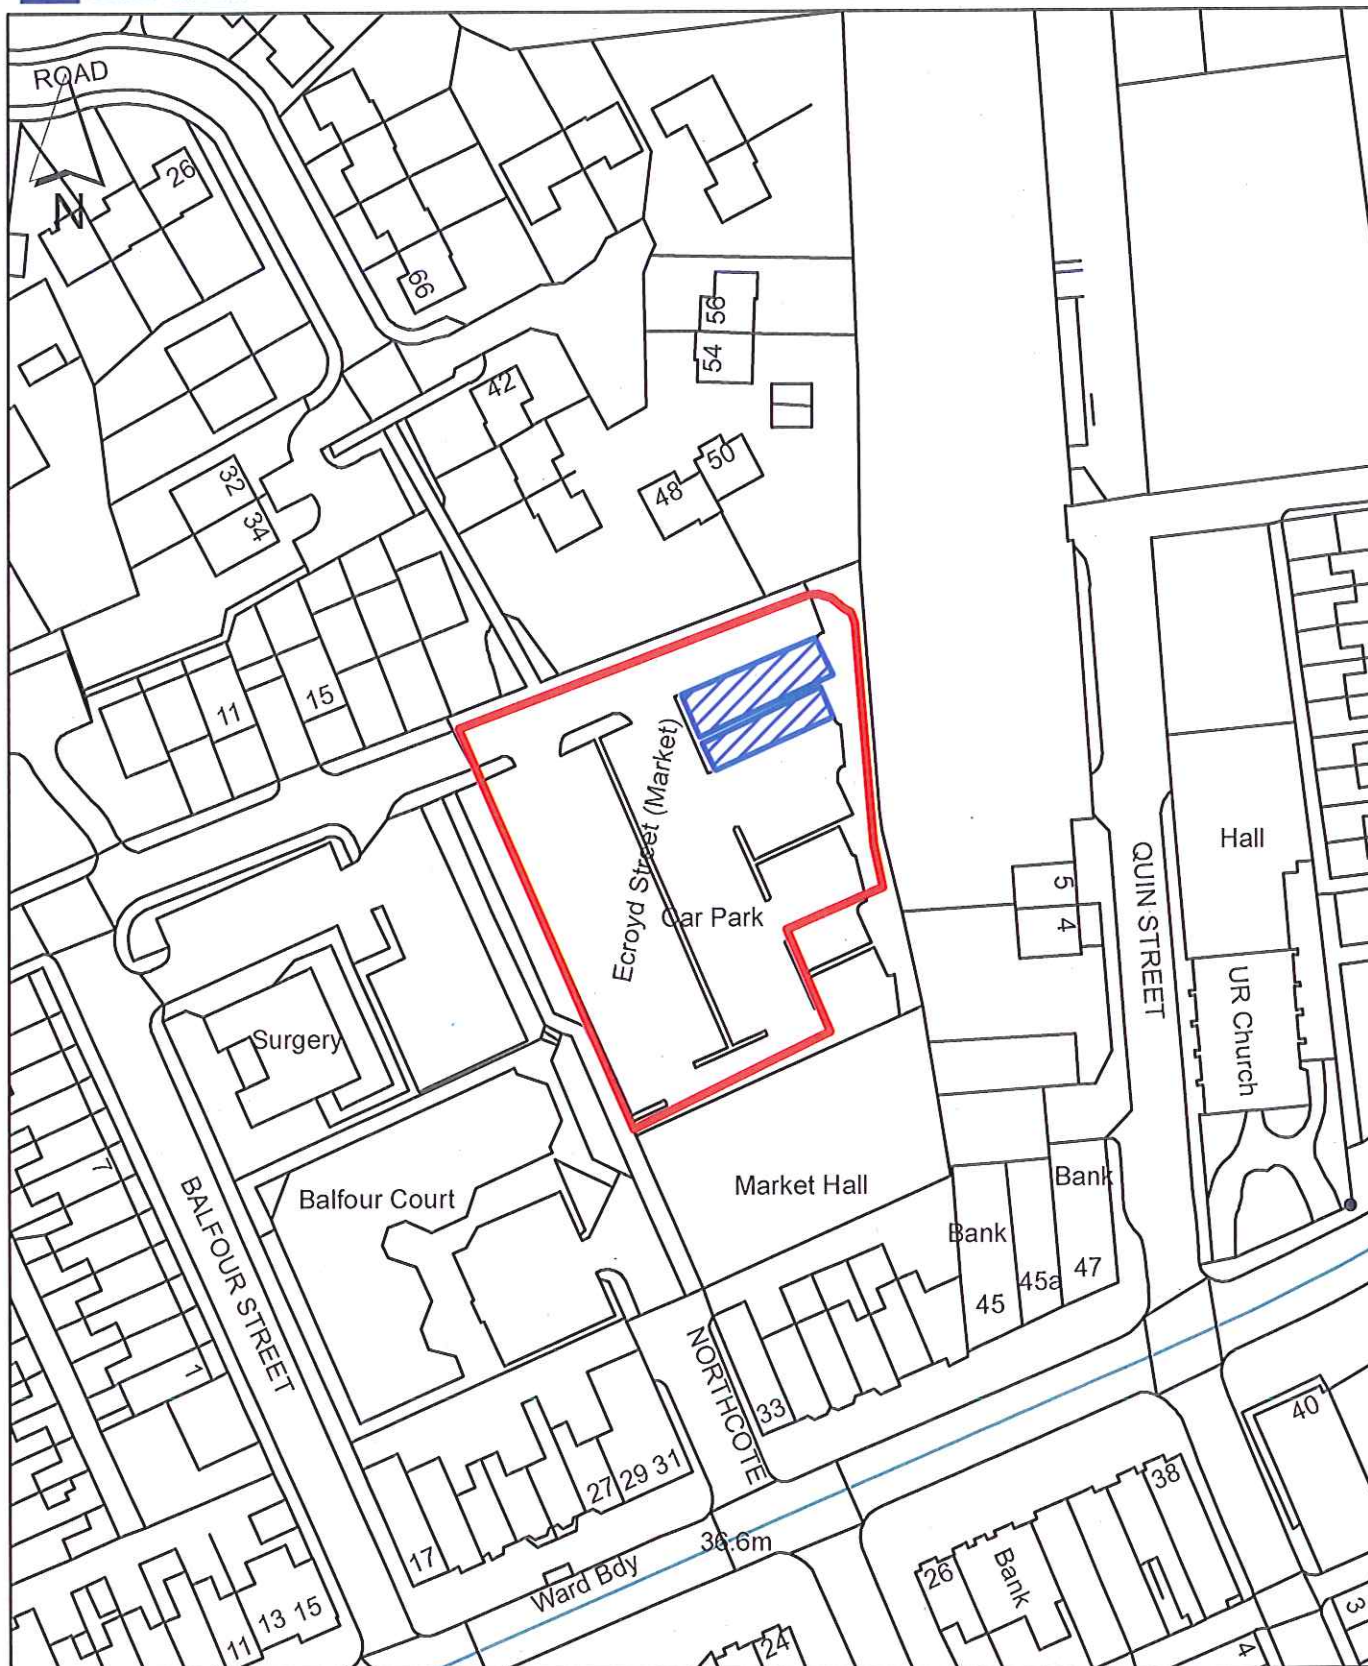 ROAD
N
26
66
56
54
42
50
48
32
34
15
11
Ecroyd Street (Market)
Car Park
Hall
5
4
QUIN STREET
UR Church
Surgery
7
BALFOUR STREET
Balfour Court
Market Hall
Bank
Bank
45
45a
47
1
NORTHCOTE
33
27
29
31
17
36.6m
Ward Bdy
40
38
26
Bank
24
11
13
15
3
4